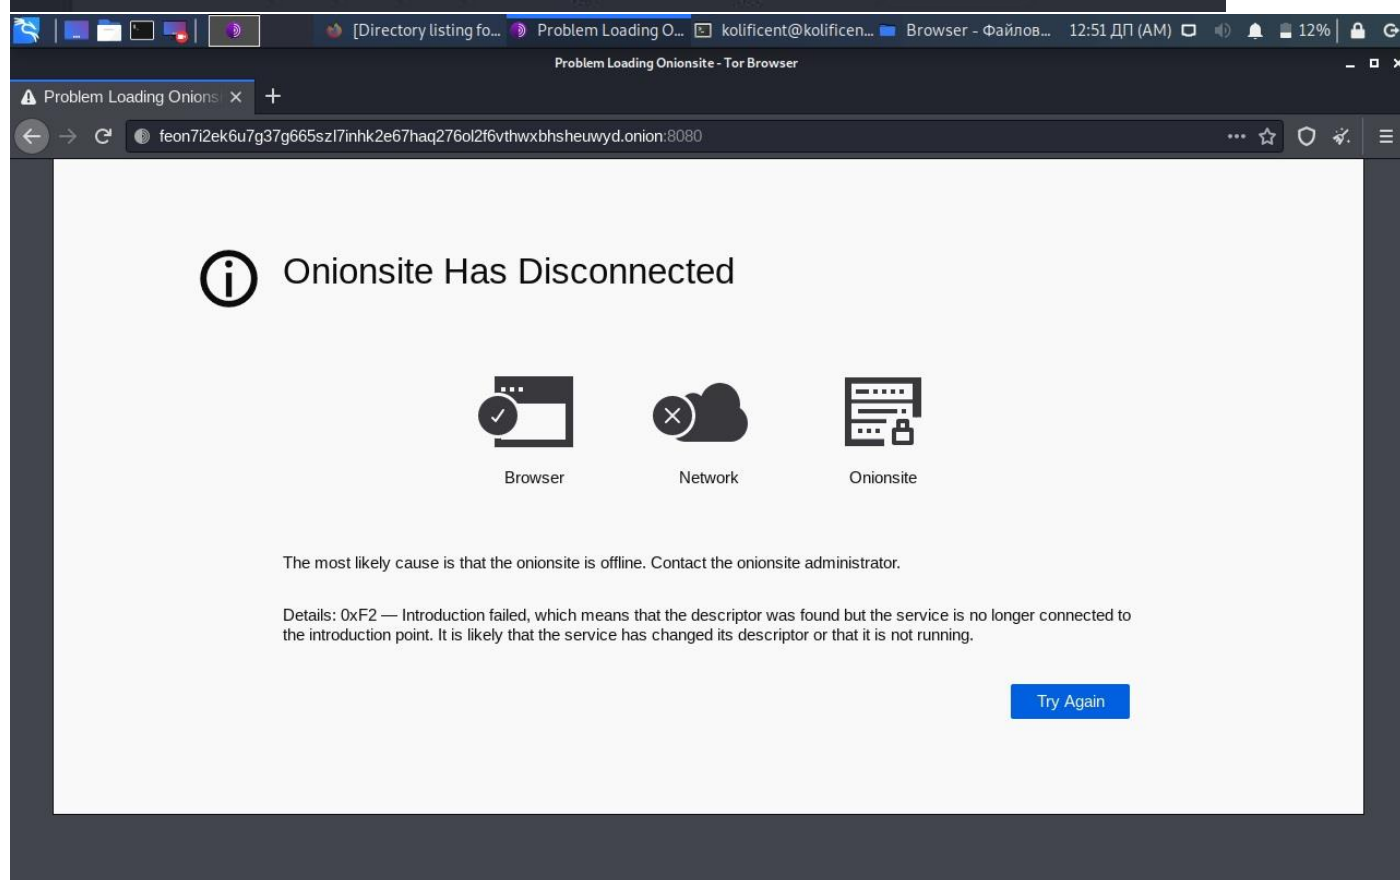 [Directory listing fo... Problem Loading O... kolificent@kolificen... Browser - Файлов... 12:51 ДП (AM) 12%
Problem Loading Onionsite - Tor Browser
Problem Loading Onions
feon7i2ek6u7g37g665szl7inhk2e67haq276ol2f6vthwxbhsheuwyd.onion:8080
Onionsite Has Disconnected
Browser Network Onionsite
The most likely cause is that the onionsite is offline. Contact the onionsite administrator.
Details: 0xF2 — Introduction failed, which means that the descriptor was found but the service is no longer connected to
the introduction point. It is likely that the service has changed its descriptor or that it is not running.
Try Again